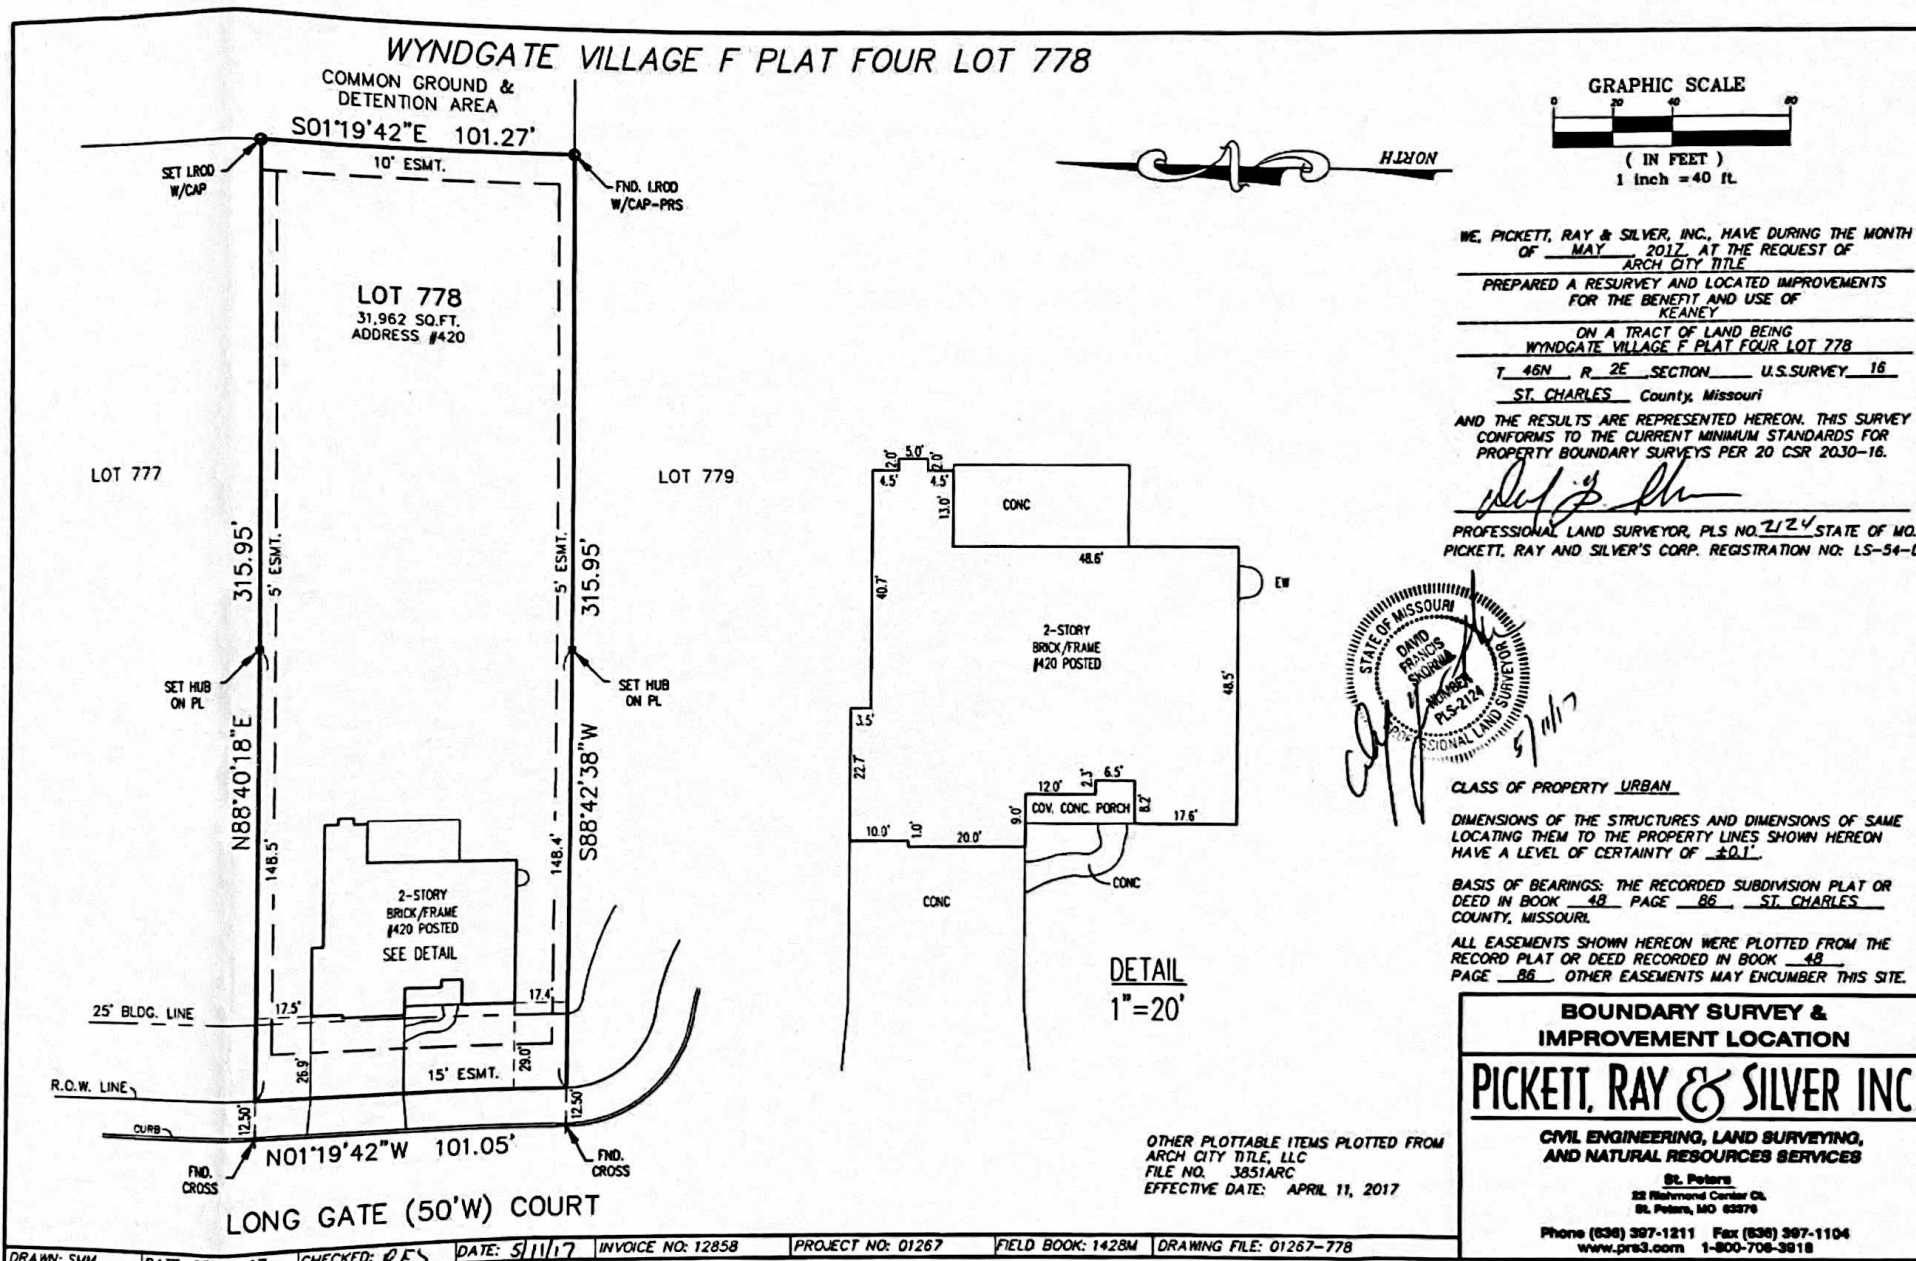 WYNDGATE VILLAGE F PLAT FOUR LOT 778
COMMON GROUND &
DETENTION AREA
S01°19'42"E 101.27'
10' ESMT.
SET I.ROD
W/CAP
FND. I.ROD
W/CAP-PRS
LOT 778
31,962 SQ.FT.
ADDRESS #420
LOT 777
LOT 779
315.95'
5' ESMT.
5' ESMT.
315.95'
SET HUB
ON PL
SET HUB
ON PL
N88°40'18"E
S88°42'38"W
148.5'
148.4'
2-STORY
BRICK/FRAME
#420 POSTED
SEE DETAIL
25' BLDG. LINE
17.5'
17.4'
26.9'
29.0'
15' ESMT.
R.O.W. LINE
CURB
12.50'
12.50'
N01°19'42"W 101.05'
FND.
CROSS
FND.
CROSS
LONG GATE (50'W) COURT
NORTH
2.0'
5.0'
2.0'
4.5'
4.5'
13.0'
CONC
48.6'
EW
40.7'
2-STORY
BRICK/FRAME
#420 POSTED
48.5'
3.5'
22.7'
12.0'
2.3'
6.5'
COV. CONC. PORCH
8.2'
9.0'
17.6'
10.0'
1.0'
20.0'
CONC
CONC
DETAIL
1"=20'
OTHER PLOTTABLE ITEMS PLOTTED FROM
ARCH CITY TITLE, LLC
FILE NO. 3851ARC
EFFECTIVE DATE: APRIL 11, 2017
GRAPHIC SCALE
0 20 40 80
( IN FEET )
1 inch = 40 ft.
WE, PICKETT, RAY & SILVER, INC., HAVE DURING THE MONTH
OF MAY, 2017, AT THE REQUEST OF
ARCH CITY TITLE
PREPARED A RESURVEY AND LOCATED IMPROVEMENTS
FOR THE BENEFIT AND USE OF
KEANEY
ON A TRACT OF LAND BEING
WYNDGATE VILLAGE F PLAT FOUR LOT 778
T 46N R 2E SECTION U.S.SURVEY 16
ST. CHARLES County, Missouri
AND THE RESULTS ARE REPRESENTED HEREON. THIS SURVEY
CONFORMS TO THE CURRENT MINIMUM STANDARDS FOR
PROPERTY BOUNDARY SURVEYS PER 20 CSR 2030-16.
PROFESSIONAL LAND SURVEYOR, PLS NO. 2124 STATE OF MO.
PICKETT, RAY AND SILVER'S CORP. REGISTRATION NO: LS-54-
STATE OF MISSOURI
DAVID
FRANCIS
SKORNIA
NUMBER
PLS-2124
PROFESSIONAL LAND SURVEYOR
5/11/17
CLASS OF PROPERTY URBAN
DIMENSIONS OF THE STRUCTURES AND DIMENSIONS OF SAME
LOCATING THEM TO THE PROPERTY LINES SHOWN HEREON
HAVE A LEVEL OF CERTAINTY OF ±0.1'.
BASIS OF BEARINGS: THE RECORDED SUBDIVISION PLAT OR
DEED IN BOOK 48 PAGE 86, ST. CHARLES
COUNTY, MISSOURI.
ALL EASEMENTS SHOWN HEREON WERE PLOTTED FROM THE
RECORD PLAT OR DEED RECORDED IN BOOK 48
PAGE 86. OTHER EASEMENTS MAY ENCUMBER THIS SITE.
BOUNDARY SURVEY &
IMPROVEMENT LOCATION
PICKETT, RAY & SILVER INC
CIVIL ENGINEERING, LAND SURVEYING,
AND NATURAL RESOURCES SERVICES
St. Peters
22 Richmond Center Ct.
St. Peters, MO 63376
Phone (636) 397-1211 Fax (636) 397-1104
www.prs3.com 1-800-706-3918
DRAWN: SMM CHECKED: DATE: 5/11/17 INVOICE NO: 12858 PROJECT NO: 01267 FIELD BOOK: 1428M DRAWING FILE: 01267-778